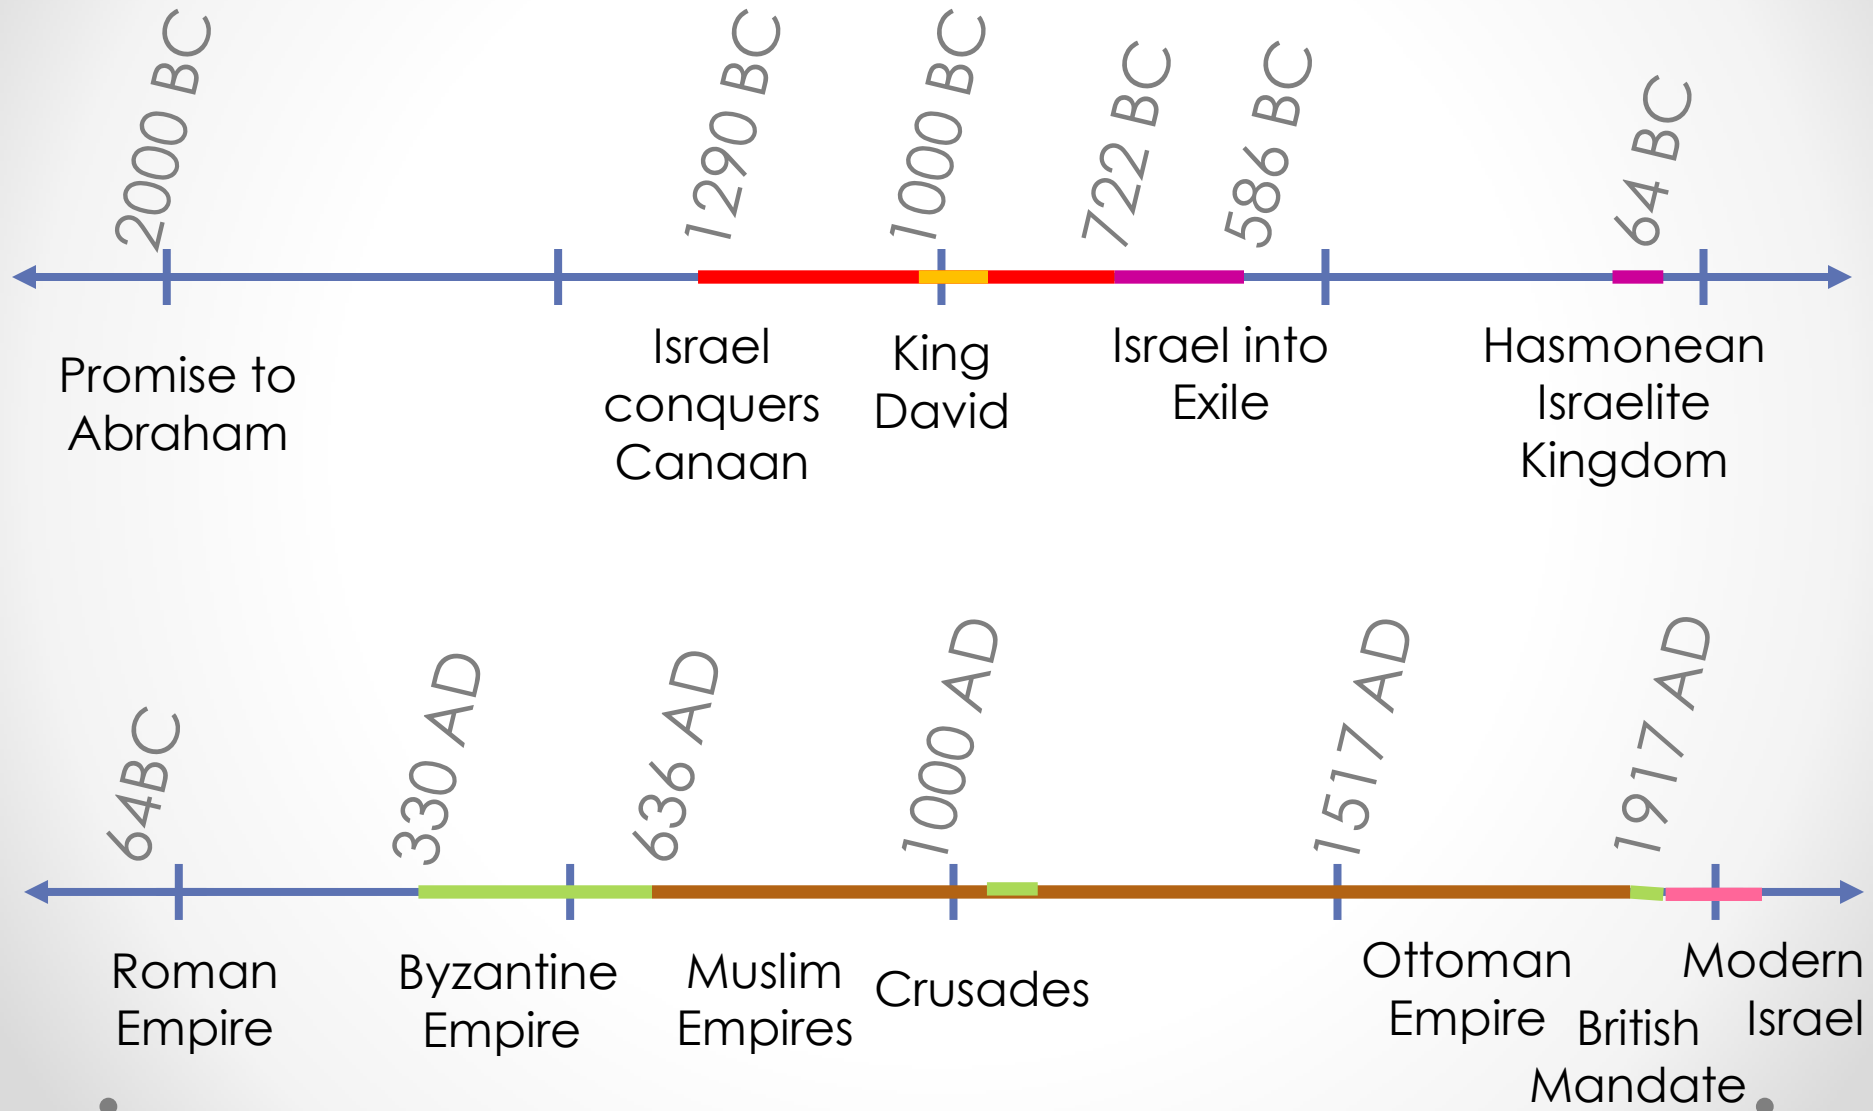 2000 BC
1290 BC
1000 BC
722 BC
586 BC
64 BC
Promise to
Abraham
Israel
conquers
Canaan
King
David
Israel into
Exile
Hasmonean
Israelite
Kingdom
64BC
330 AD
636 AD
1000 AD
1517 AD
1917 AD
Roman
Empire
Byzantine
Empire
Muslim
Empires
Crusades
Ottoman
Empire
British
Mandate
Modern
Israel